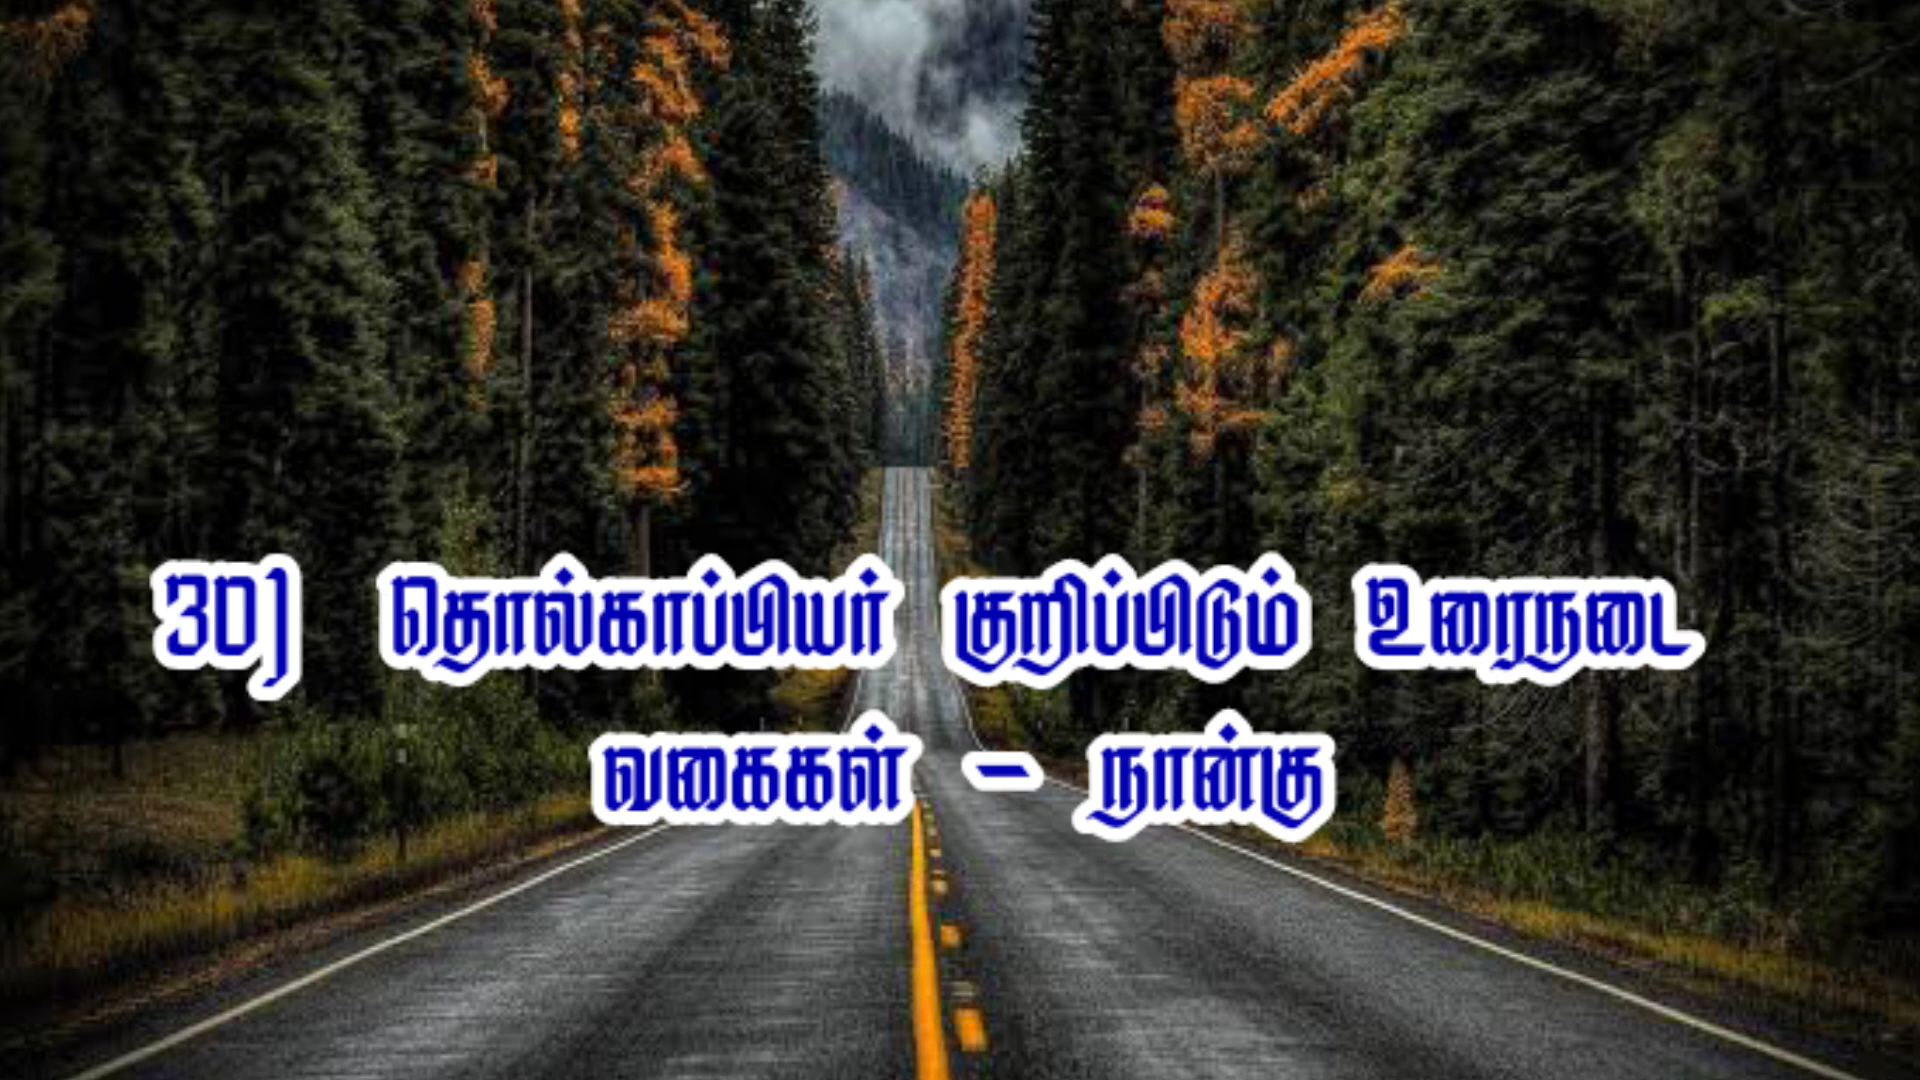 30) தொல்காப்பியர் குறிப்பிடும் உரைநடை
வகைகள் - நான்கு